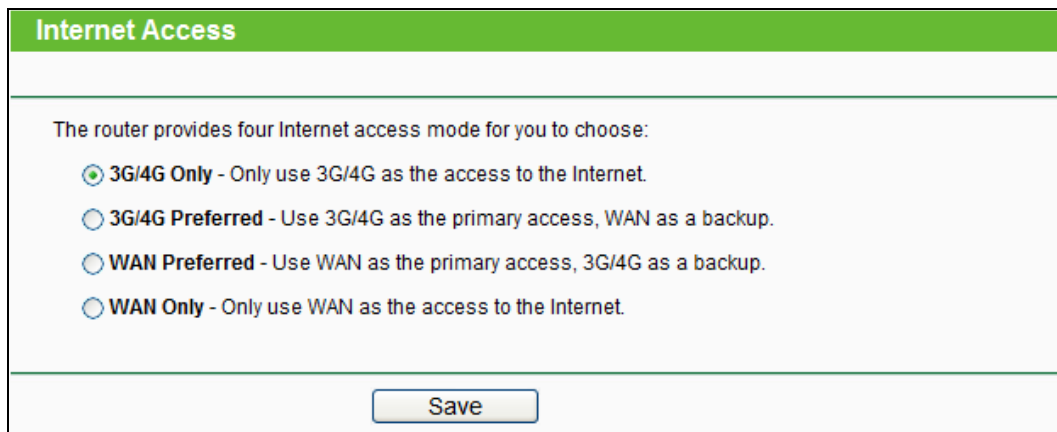 Internet Access
The router provides four Internet access mode for you to choose:
3G/4G Only - Only use 3G/4G as the access to the Internet.
3G/4G Preferred - Use 3G/4G as the primary access, WAN as a backup.
WAN Preferred - Use WAN as the primary access, 3G/4G as a backup.
WAN Only - Only use WAN as the access to the Internet.
Save